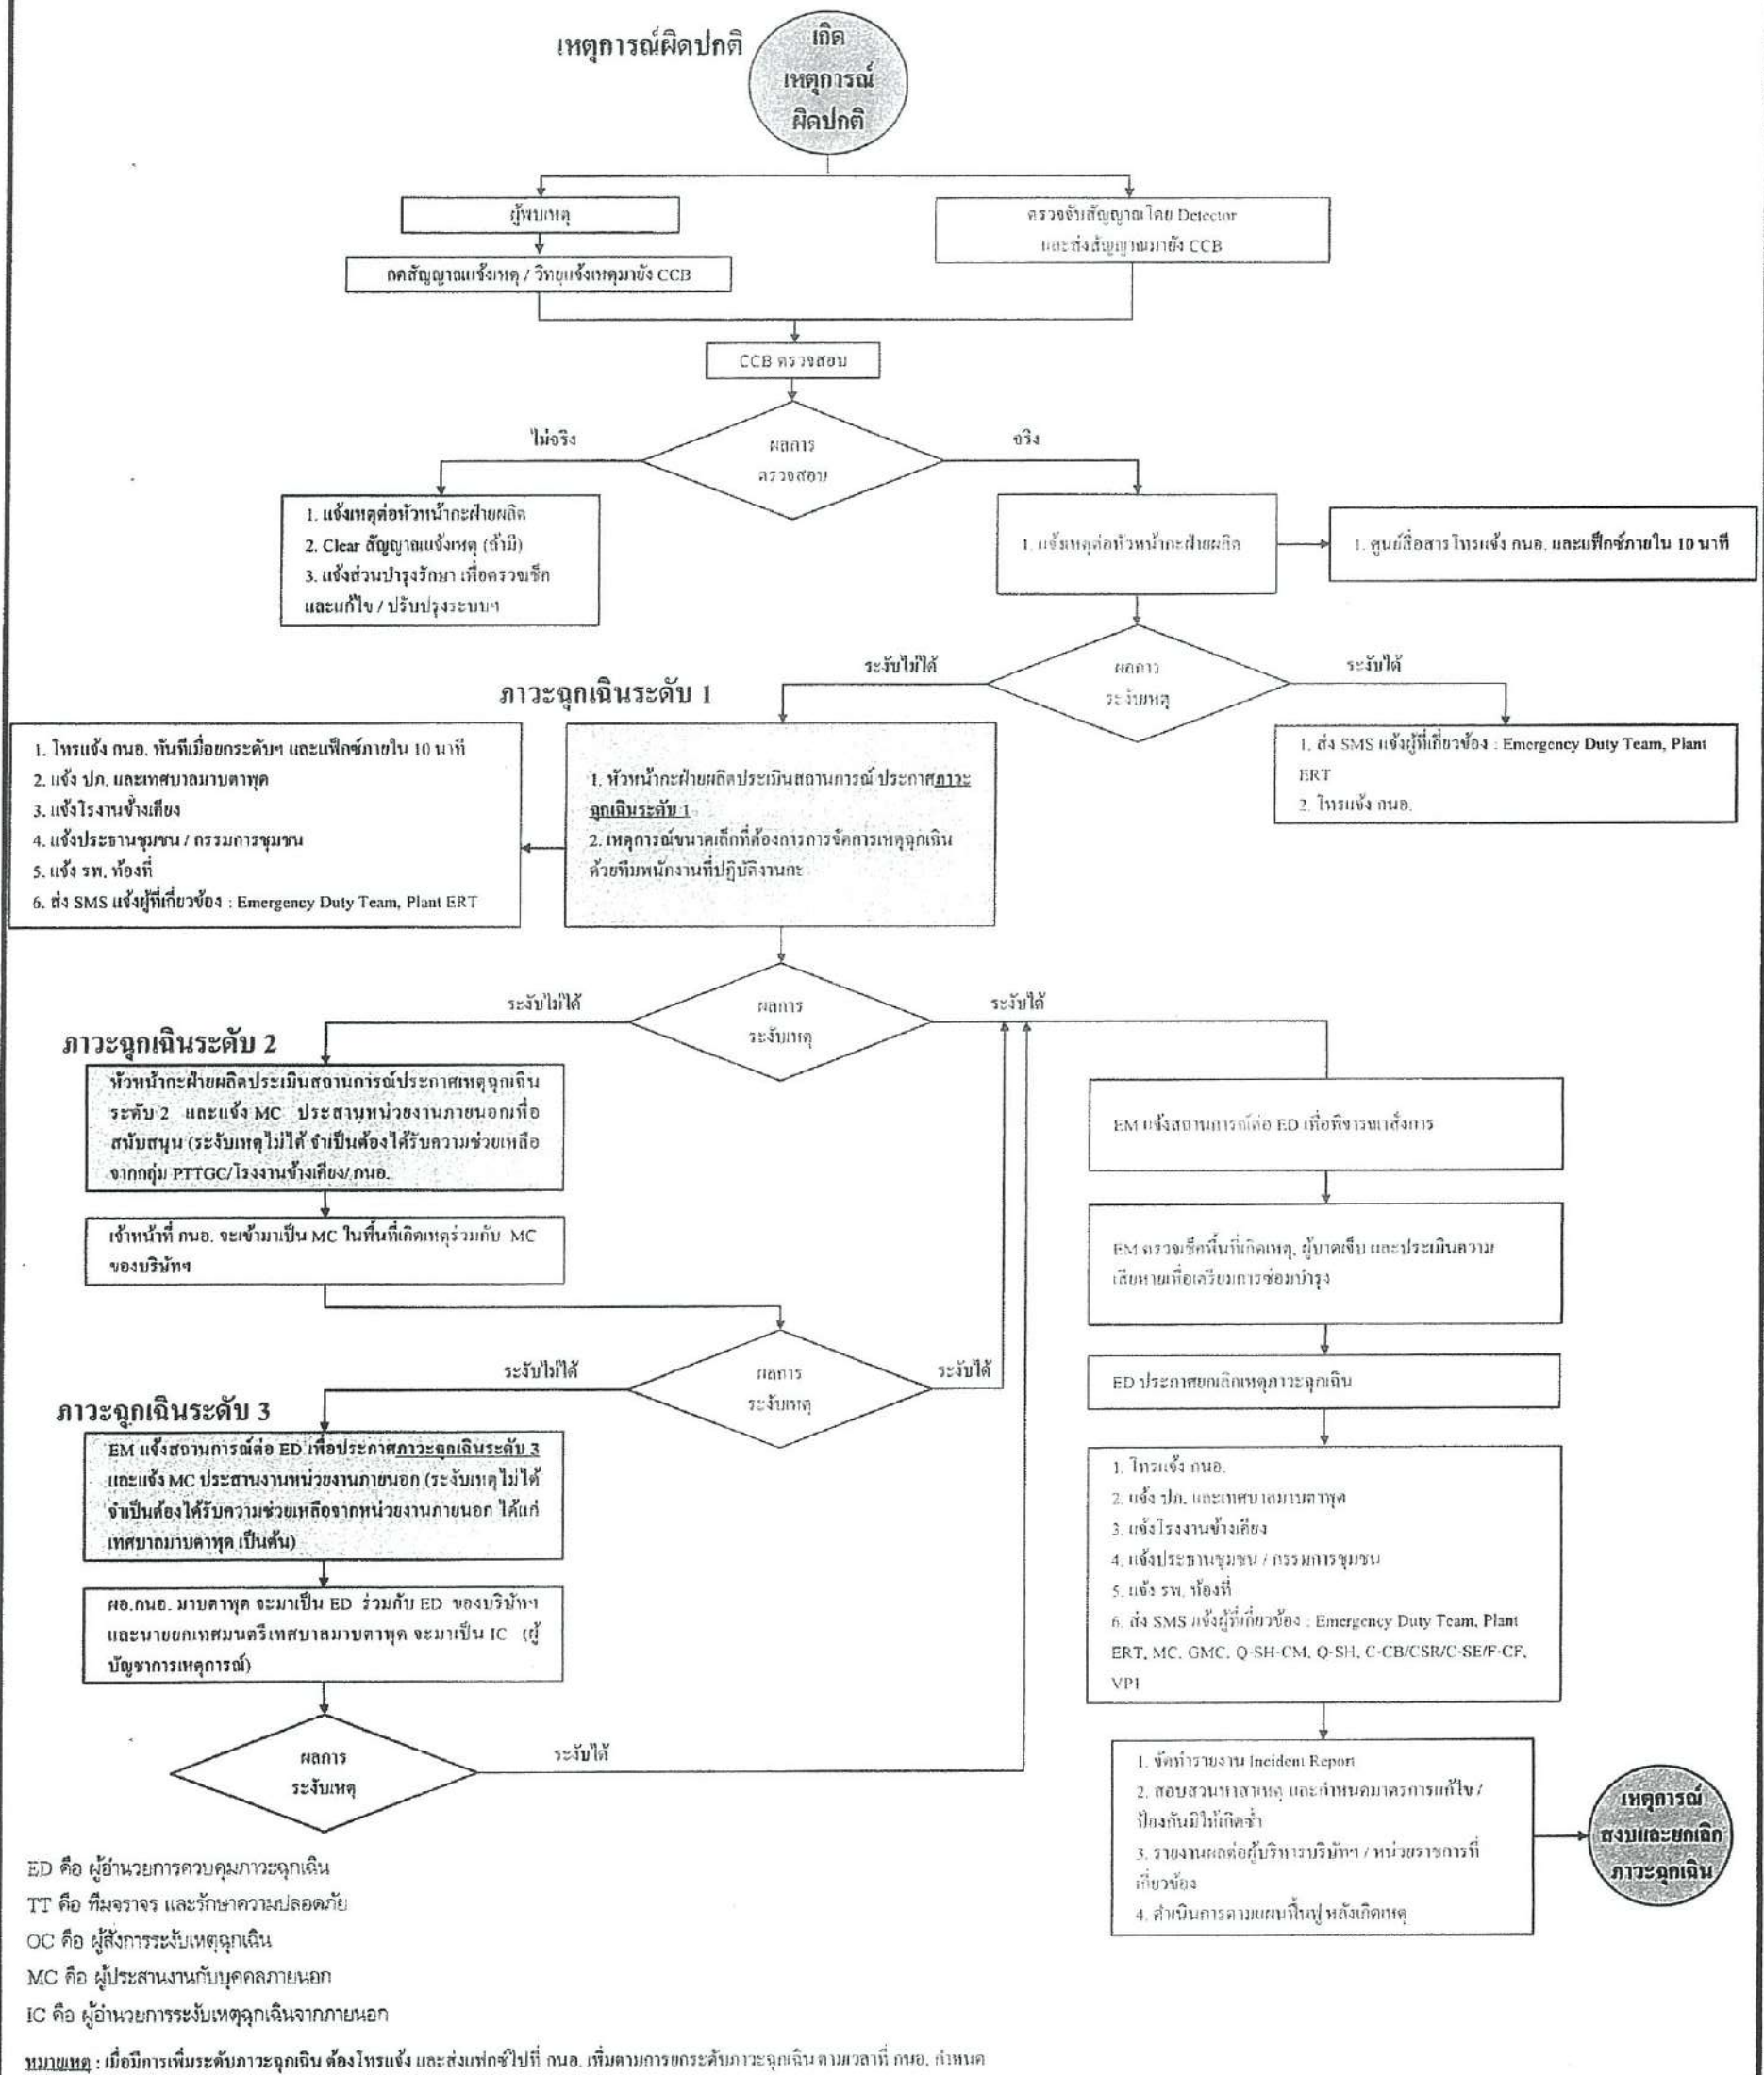 เหตุการณ์ผิดปกติ
เกิด
เหตุการณ์
ผิดปกติ
ผู้พบเหตุ
กดสัญญาณแจ้งเหตุ / วิทยุแจ้งเหตุมายัง CCB
ตรวจจับสัญญาณโดย Detector
และส่งสัญญาณมายัง CCB
CCB ตรวจสอบ
ผลการ
ตรวจสอบ
ไม่จริง
จริง
1. แจ้งเหตุต่อหัวหน้ากะฝ่ายผลิต
2. Clear สัญญาณแจ้งเหตุ (ถ้ามี)
3. แจ้งส่วนบำรุงรักษา เพื่อตรวจเช็ก
และแก้ไข / ปรับปรุงระบบฯ
1. แจ้งเหตุต่อหัวหน้ากะฝ่ายผลิต
1. ศูนย์สื่อสาร โทรแจ้ง กนอ. และแฟ็กซ์ภายใน 10 นาที
ผลการ
ระงับเหตุ
ระงับไม่ได้
ระงับได้
1. ส่ง SMS แจ้งผู้ที่เกี่ยวข้อง : Emergency Duty Team, Plant
ERT
2. โทรแจ้ง กนอ.
ภาวะฉุกเฉินระดับ 1
1. หัวหน้ากะฝ่ายผลิตประเมินสถานการณ์ ประกาศภาวะ
ฉุกเฉินระดับ 1
2. เหตุการณ์ขนาดเล็กที่ต้องการการจัดการเหตุฉุกเฉิน
ด้วยทีมพนักงานที่ปฏิบัติงานกะ
1. โทรแจ้ง กนอ. ทันทีเมื่อยกระดับฯ และแฟ็กซ์ภายใน 10 นาที
2. แจ้ง ปภ. และเทศบาลมาบตาพุด
3. แจ้งโรงงานข้างเคียง
4. แจ้งประธานชุมชน / กรรมการชุมชน
5. แจ้ง รพ. ท้องที่
6. ส่ง SMS แจ้งผู้ที่เกี่ยวข้อง : Emergency Duty Team, Plant ERT
ผลการ
ระงับเหตุ
ระงับไม่ได้
ระงับได้
ภาวะฉุกเฉินระดับ 2
หัวหน้ากะฝ่ายผลิตประเมินสถานการณ์ประกาศเหตุฉุกเฉิน
ระดับ 2 และแจ้ง MC ประสานหน่วยงานภายนอกเพื่อ
สนับสนุน (ระงับเหตุไม่ได้ จำเป็นต้องได้รับความช่วยเหลือ
จากกลุ่ม PTTGC/โรงงานข้างเคียง/ กนอ.
เจ้าหน้าที่ กนอ. จะเข้ามาเป็น MC ในพื้นที่เกิดเหตุร่วมกับ MC
ของบริษัทฯ
ผลการ
ระงับเหตุ
ระงับไม่ได้
ระงับได้
ภาวะฉุกเฉินระดับ 3
EM แจ้งสถานการณ์ต่อ ED เพื่อประกาศภาวะฉุกเฉินระดับ 3
และแจ้ง MC ประสานงานหน่วยงานภายนอก (ระงับเหตุไม่ได้
จำเป็นต้องได้รับความช่วยเหลือจากหน่วยงานภายนอก ได้แก่
เทศบาลมาบตาพุด เป็นต้น)
ผอ.กนอ. มาบตาพุด จะมาเป็น ED ร่วมกับ ED ของบริษัทฯ
และนายยกเทศมนตรีเทศบาลมาบตาพุด จะมาเป็น IC (ผู้
บัญชาการเหตุการณ์)
ผลการ
ระงับเหตุ
ระงับได้
EM แจ้งสถานการณ์ต่อ ED เพื่อพิจารณาสั่งการ
EM ตรวจเช็คพื้นที่เกิดเหตุ, ผู้บาดเจ็บ และประเมินความ
เสียหายเพื่อเตรียมการซ่อมบำรุง
ED ประกาศยกเลิกเหตุภาวะฉุกเฉิน
1. โทรแจ้ง กนอ.
2. แจ้ง ปภ. และเทศบาลมาบตาพุด
3. แจ้งโรงงานข้างเคียง
4. แจ้งประธานชุมชน / กรรมการชุมชน
5. แจ้ง รพ. ท้องที่
6. ส่ง SMS แจ้งผู้ที่เกี่ยวข้อง : Emergency Duty Team, Plant
ERT, MC, GMC, Q-SH-CM, Q-SH, C-CB/CSR/C-SE/F-CF,
VP1
1. จัดทำรายงาน Incident Report
2. สอบสวนหาสาเหตุ และกำหนดมาตรการแก้ไข /
ป้องกันมิให้เกิดซ้ำ
3. รายงานผลต่อผู้บริหารบริษัทฯ / หน่วยราชการที่
เกี่ยวข้อง
4. ดำเนินการตามแผนฟื้นฟู หลังเกิดเหตุ
เหตุการณ์
สงบและยกเลิก
ภาวะฉุกเฉิน
ED คือ ผู้อำนวยการควบคุมภาวะฉุกเฉิน
TT คือ ทีมจราจร และรักษาความปลอดภัย
OC คือ ผู้สั่งการระงับเหตุฉุกเฉิน
MC คือ ผู้ประสานงานกับบุคคลภายนอก
IC คือ ผู้อำนวยการระงับเหตุฉุกเฉินจากภายนอก
หมายเหตุ : เมื่อมีการเพิ่มระดับภาวะฉุกเฉิน ต้องโทรแจ้ง และส่งแฟกซ์ไปที่ กนอ. เพิ่มตามการยกระดับภาวะฉุกเฉิน ตามเวลาที่ กนอ. กำหนด